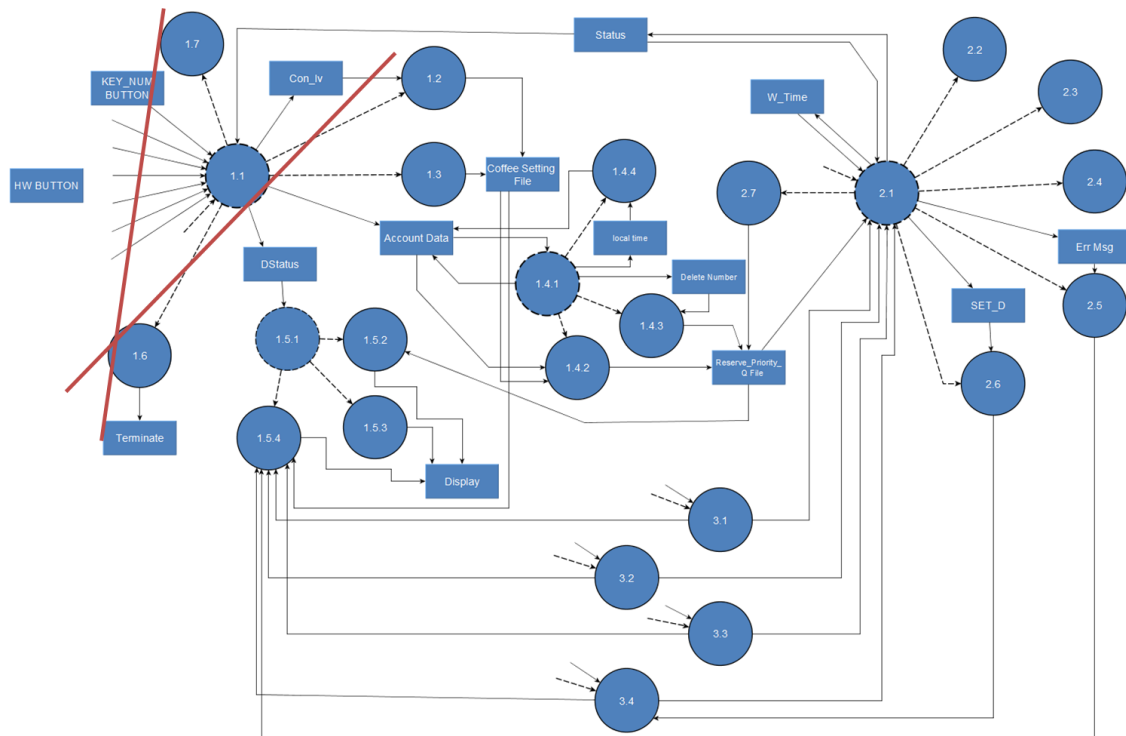 1.7
Status
2.2
KEY_NUM
BUTTON
Con_lv
1.2
W_Time
2.3
HW BUTTON
1.1
1.3
Coffee Setting
File
1.4.4
2.7
2.1
2.4
Account Data
local time
Err Msg
DStatus
1.4.1
Delete Number
SET_D
2.5
1.6
1.5.1
1.5.2
1.4.3
1.4.2
Reserve_Priority_
Q File
2.6
Terminate
1.5.4
1.5.3
Display
3.1
3.2
3.3
3.4